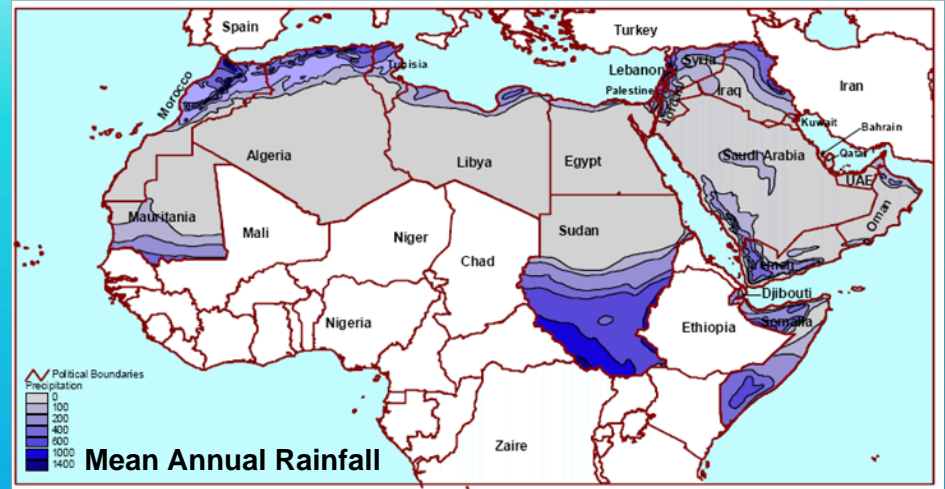 Spain
Turkey
Morocco
Tunisia
Lebanon
Syria
Palestine
Jordan
Iraq
Iran
Kuwait
Bahrain
Qatar
Algeria
Libya
Egypt
Saudi Arabia
UAE
Oman
Mauritania
Mali
Niger
Chad
Sudan
Yemen
Djibouti
Nigeria
Ethiopia
Somalia
Zaire
Political Boundaries
Precipitation
0
100
200
400
600
1000
1400
Mean Annual Rainfall